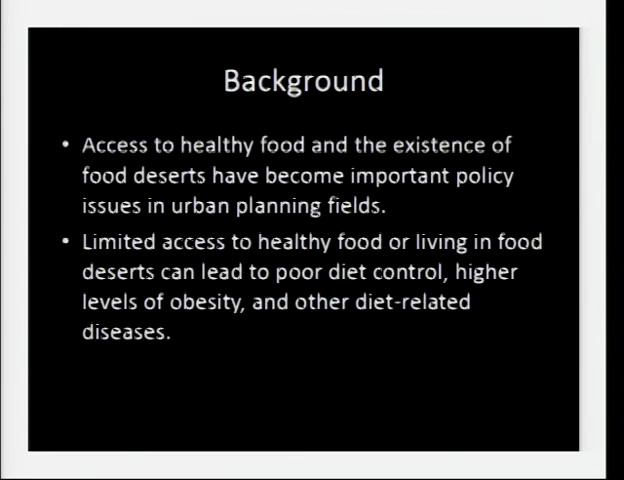 Background
• Access to healthy food and the existence of
food deserts have become important policy
issues in urban planning fields.
• Limited access to healthy food or living in food
deserts can lead to poor diet control, higher
levels of obesity, and other diet-related
diseases.